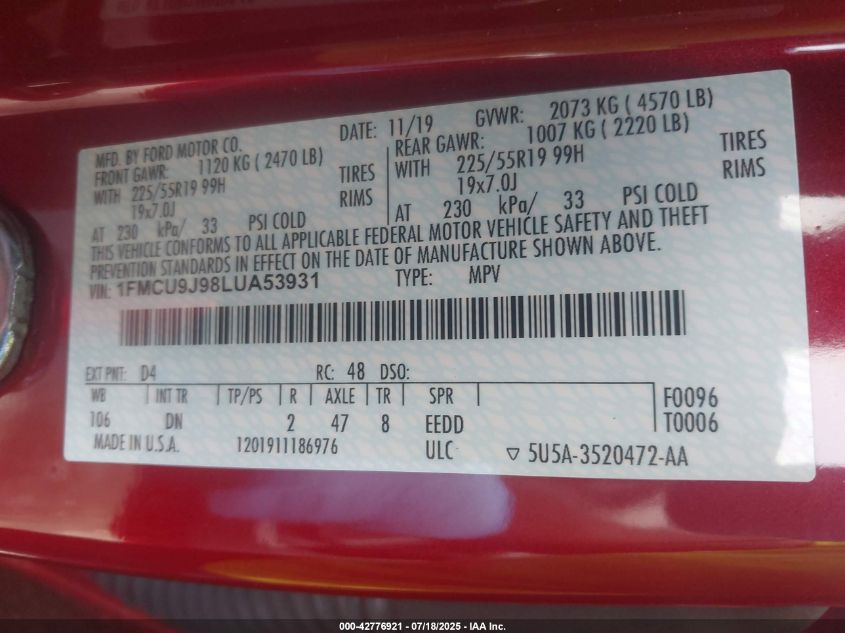 MFD. BY FORD MOTOR CO. DATE: 11/19 GVWR: 2073 KG ( 4570 LB)
FRONT GAWR: 1120 KG ( 2470 LB) REAR GAWR: 1007 KG ( 2220 LB)
WITH 225/55R19 99H TIRES WITH 225/55R19 99H TIRES
19x7.0J RIMS 19x7.0J RIMS
AT 230 kPa/ 33 PSI COLD AT 230 kPa/ 33 PSI COLD
THIS VEHICLE CONFORMS TO ALL APPLICABLE FEDERAL MOTOR VEHICLE SAFETY AND THEFT
PREVENTION STANDARDS IN EFFECT ON THE DATE OF MANUFACTURE SHOWN ABOVE.
VIN: 1FMCU9J98LUA53931 TYPE: MPV
EXT PNT: D4 RC: 48 DSO:
WB INT TR TP/PS R AXLE TR SPR F0096
106 DN 2 47 8 EEDD T0006
MADE IN U.S.A. 1201911186976 ULC ▽ 5U5A-3520472-AA
000-42776921 - 07/18/2025 - IAA Inc.